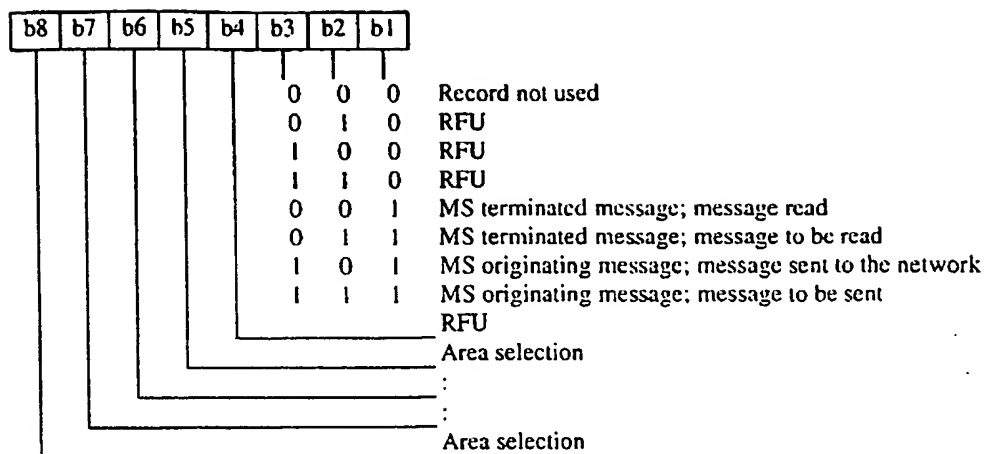 b8 b7 b6 b5 b4 b3 b2 b1
0 0 0 Record not used
0 1 0 RFU
1 0 0 RFU
1 1 0 RFU
0 0 1 MS terminated message; message read
0 1 1 MS terminated message; message to be read
1 0 1 MS originating message; message sent to the network
1 1 1 MS originating message; message to be sent
RFU
Area selection
:
:
Area selection